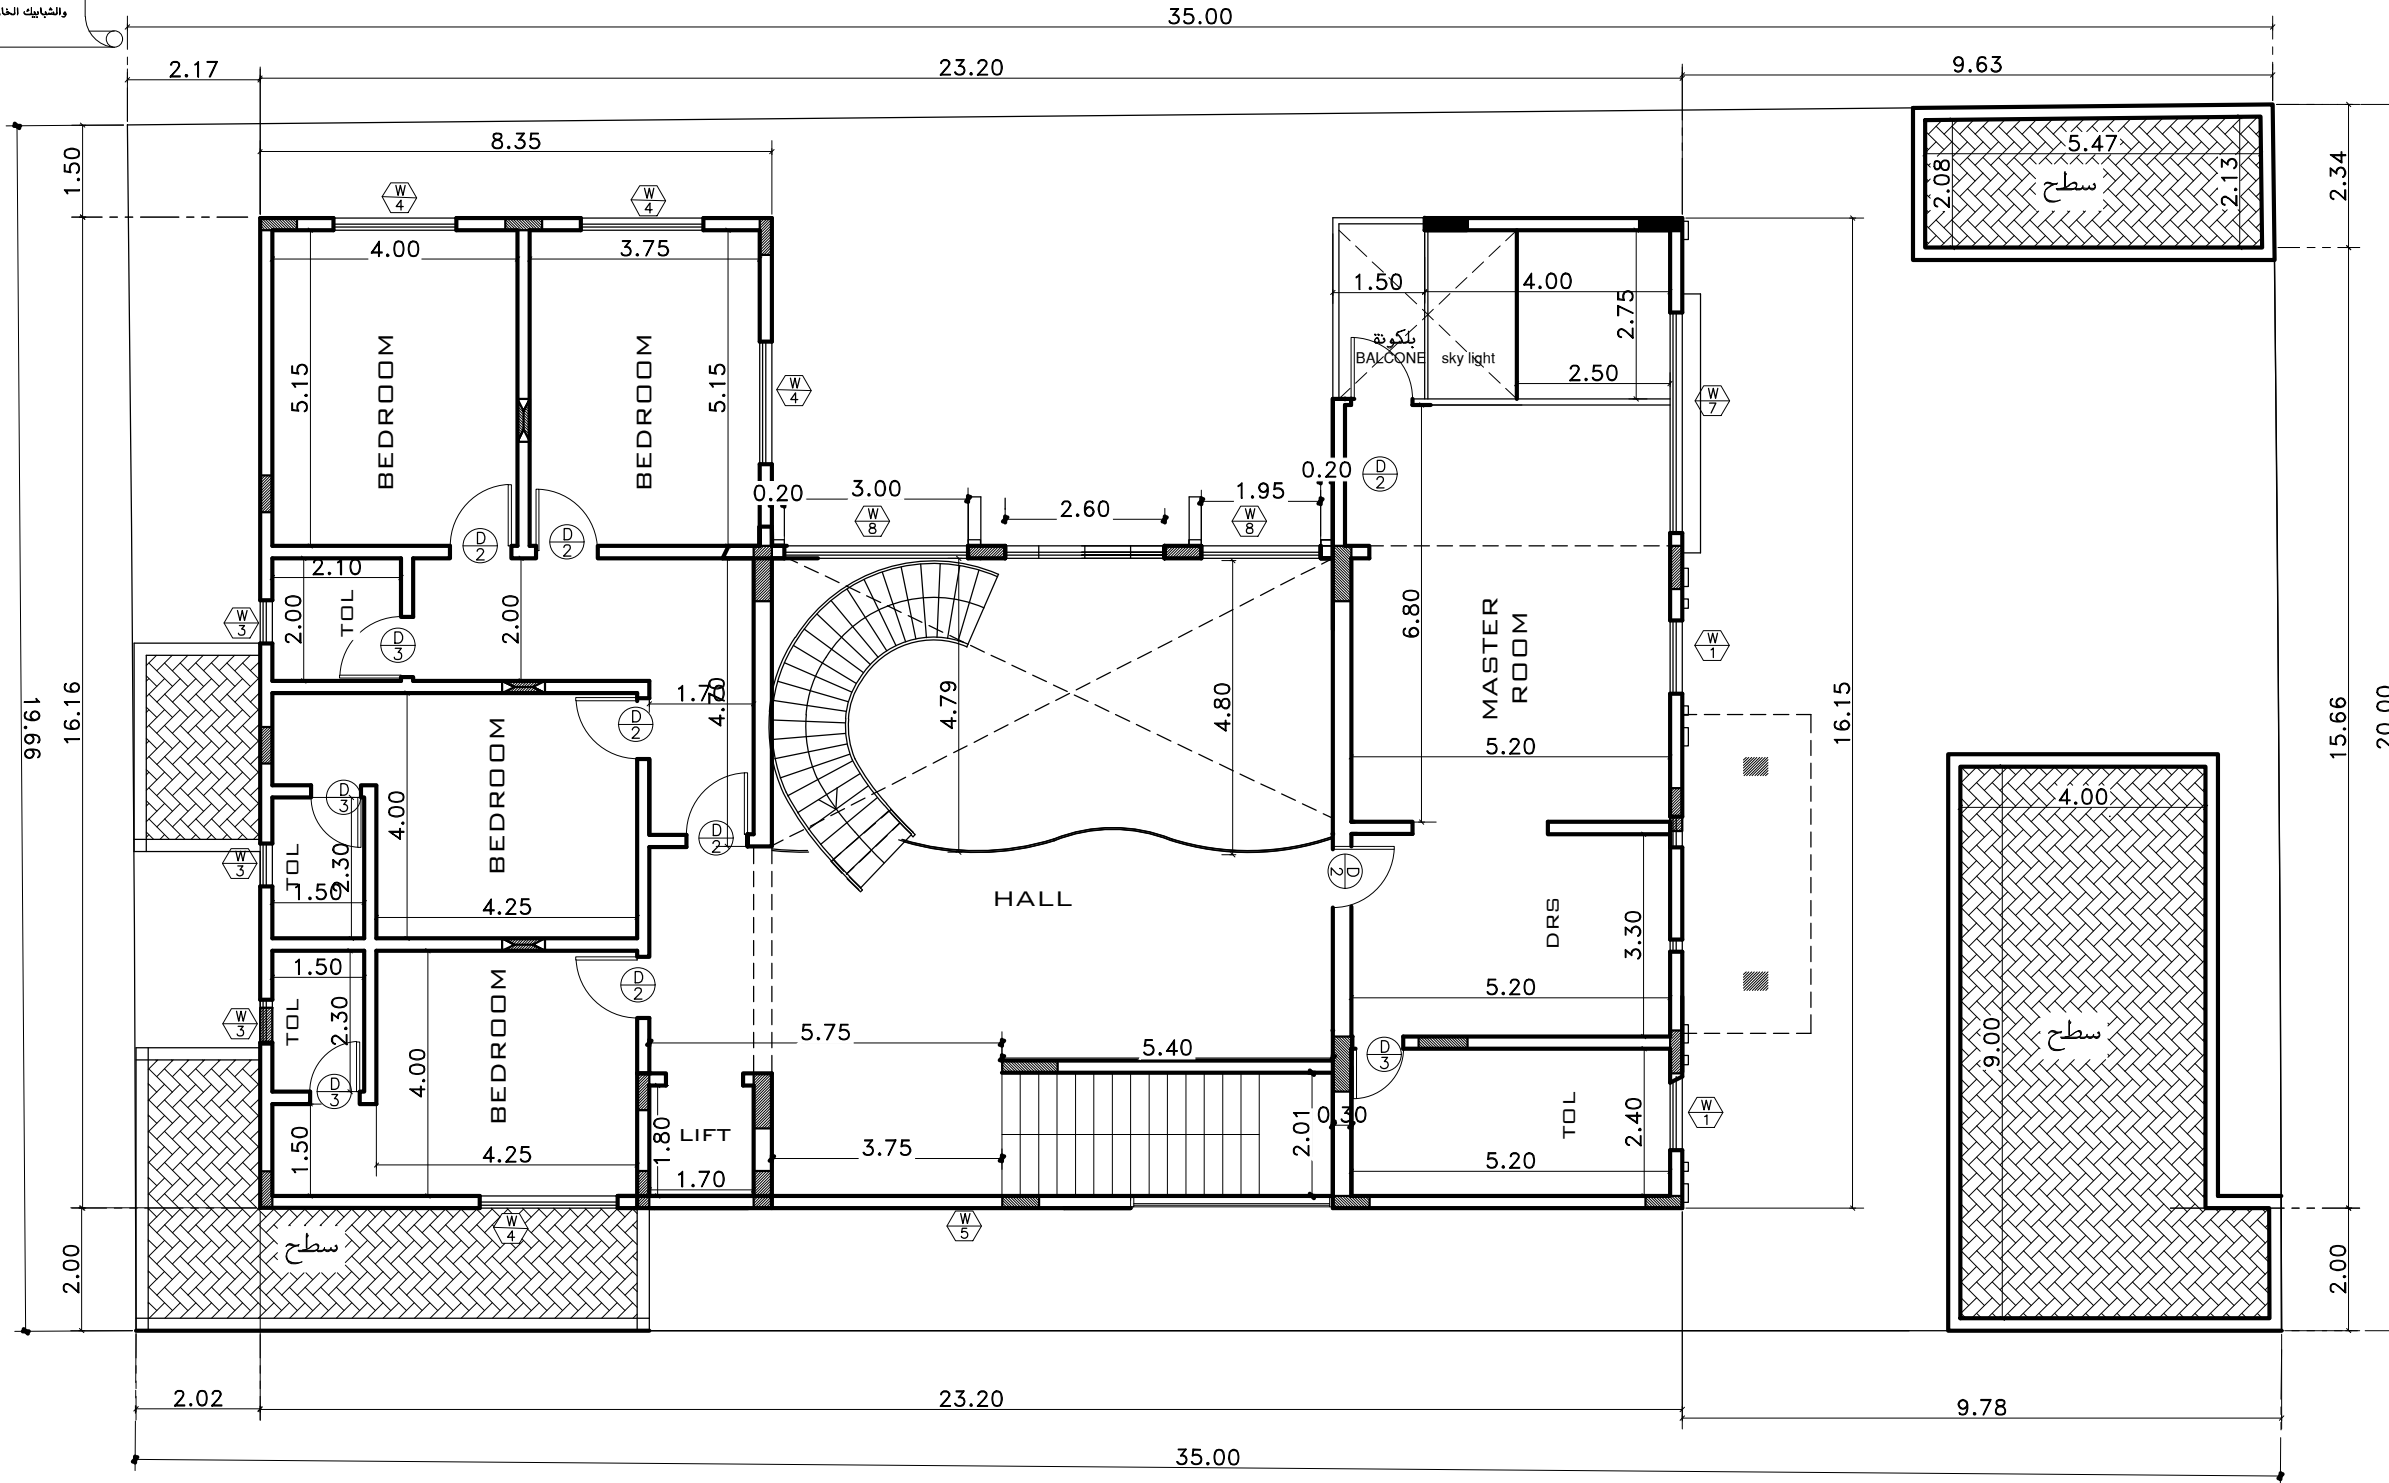 والشبابيك
35.00
2.17
23.20
9.63
8.35
1.50
5.47
2.08
سطح
2.13
2.34
W
4
W
4
4.00
3.75
1.50
4.00
2.75
بلكونة
BALCONE
sky light
2.50
5.15
BEDROOM
BEDROOM
5.15
W
4
W
7
0.20
3.00
W
8
2.60
1.95
W
8
0.20
D
2
D
2
D
2
2.10
2.00
TOL
2.00
W
3
D
3
4.79
4.80
6.80
MASTER
ROOM
W
1
1.70
4.70
D
2
19.66
16.16
5.20
16.15
15.66
20.00
BEDROOM
4.00
D
3
D
2
TOL
2.30
1.50
W
3
4.25
HALL
D
2
DRS
3.30
5.20
4.00
9.00
سطح
1.50
TOL
2.30
W
3
D
2
BEDROOM
4.00
5.75
5.40
D
3
D
3
1.50
4.25
1.80
LIFT
1.70
3.75
2.01
0.30
TOL
2.40
5.20
W
1
W
4
W
5
سطح
2.00
2.00
2.02
23.20
9.78
35.00